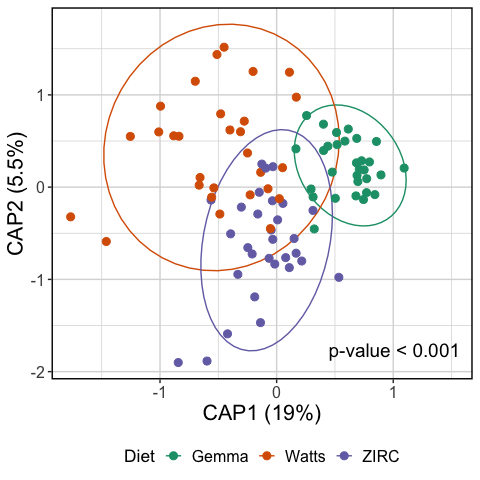 CAP2 (5.5%)
1
0
-1
-2
p-value < 0.001
-1 0 1
CAP1 (19%)
Diet Gemma Watts ZIRC